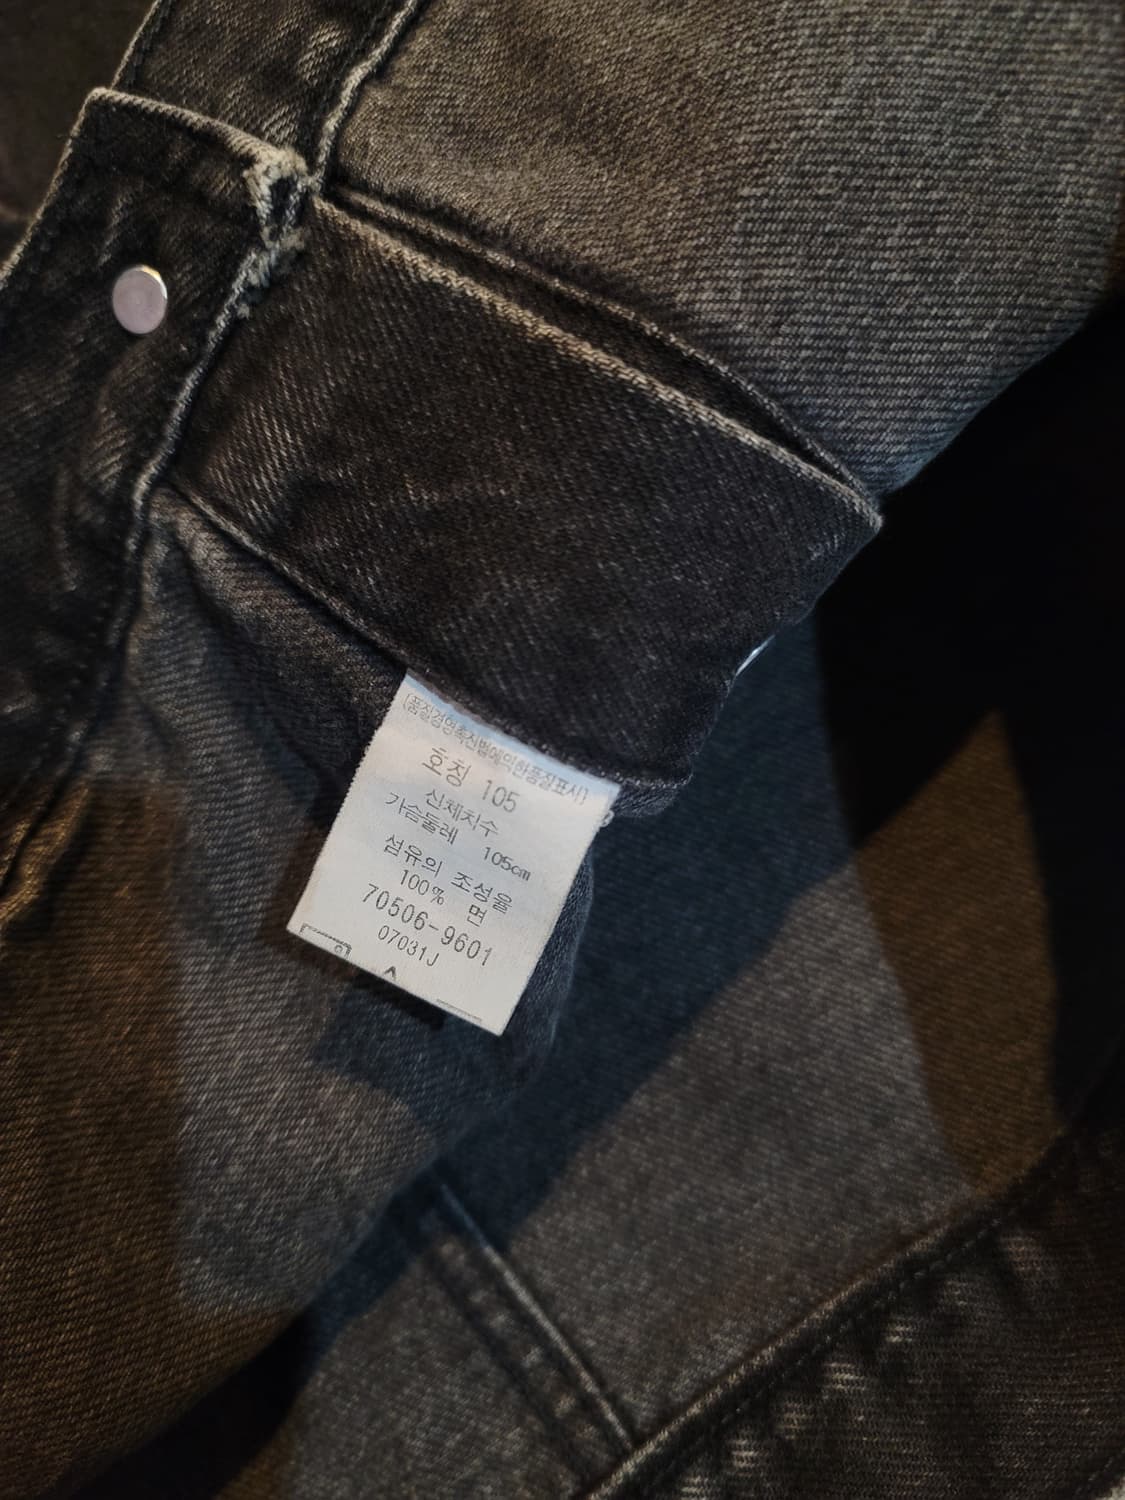 (품질경영촉진법에의한품질표시)
호칭 105
신체치수
가슴둘레 105cm
섬유의 조성율
100% 면
70506-9601
07031J